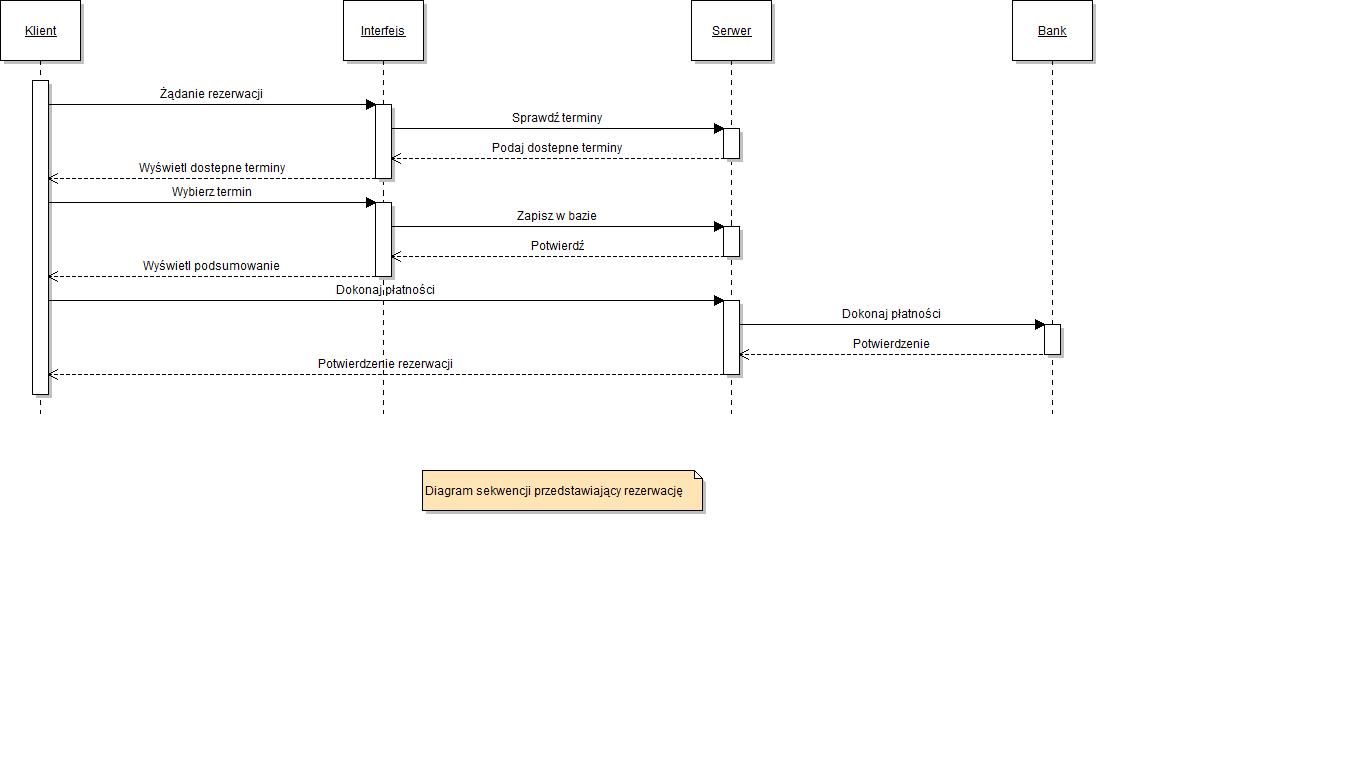 Klient
Interfejs
Serwer
Bank
Żądanie rezerwacji
Sprawdź terminy
Podaj dostepne terminy
Wyświetl dostepne terminy
Wybierz termin
Zapisz w bazie
Potwierdź
Wyświetl podsumowanie
Dokonaj płatności
Dokonaj płatności
Potwierdzenie
Potwierdzenie rezerwacji
Diagram sekwencji przedstawiający rezerwację